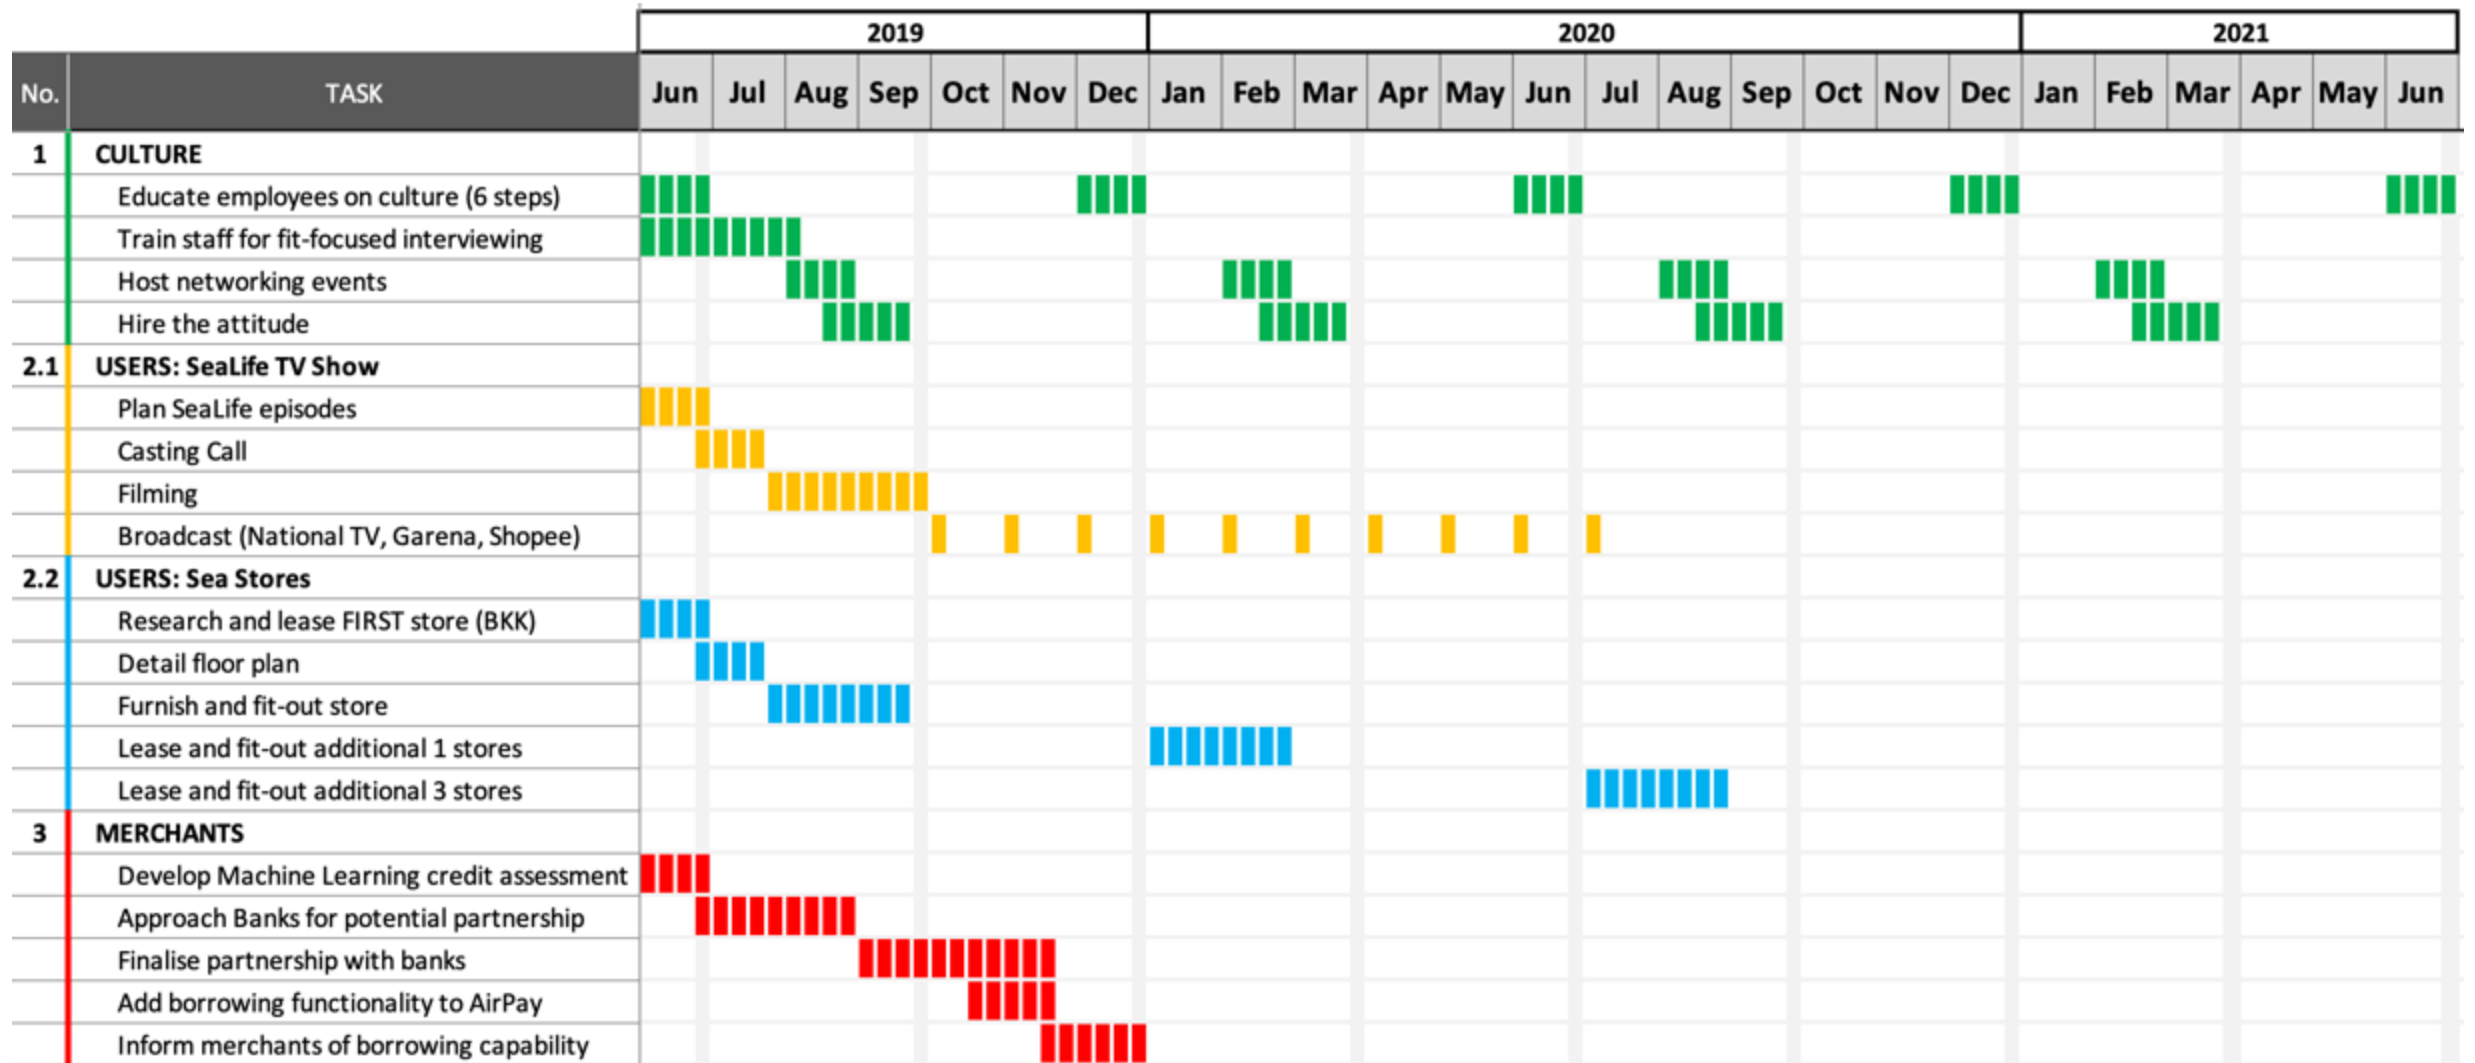 2019 2020 2021
No. TASK Jun Jul Aug Sep Oct Nov Dec Jan Feb Mar Apr May Jun Jul Aug Sep Oct Nov Dec Jan Feb Mar Apr May Jun
1 CULTURE
Educate employees on culture (6 steps)
Train staff for fit-focused interviewing
Host networking events
Hire the attitude
2.1 USERS: SeaLife TV Show
Plan SeaLife episodes
Casting Call
Filming
Broadcast (National TV, Garena, Shopee)
2.2 USERS: Sea Stores
Research and lease FIRST store (BKK)
Detail floor plan
Furnish and fit-out store
Lease and fit-out additional 1 stores
Lease and fit-out additional 3 stores
3 MERCHANTS
Develop Machine Learning credit assessment
Approach Banks for potential partnership
Finalise partnership with banks
Add borrowing functionality to AirPay
Inform merchants of borrowing capability